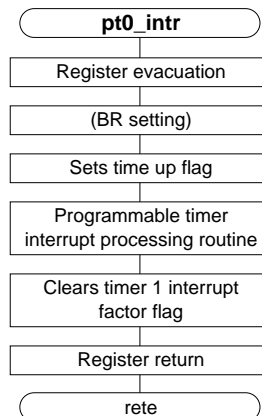 pt0_intr
Register evacuation
(BR setting)
Sets time up flag
Programmable timer
interrupt processing routine
Clears timer 1 interrupt
factor flag
Register return
rete